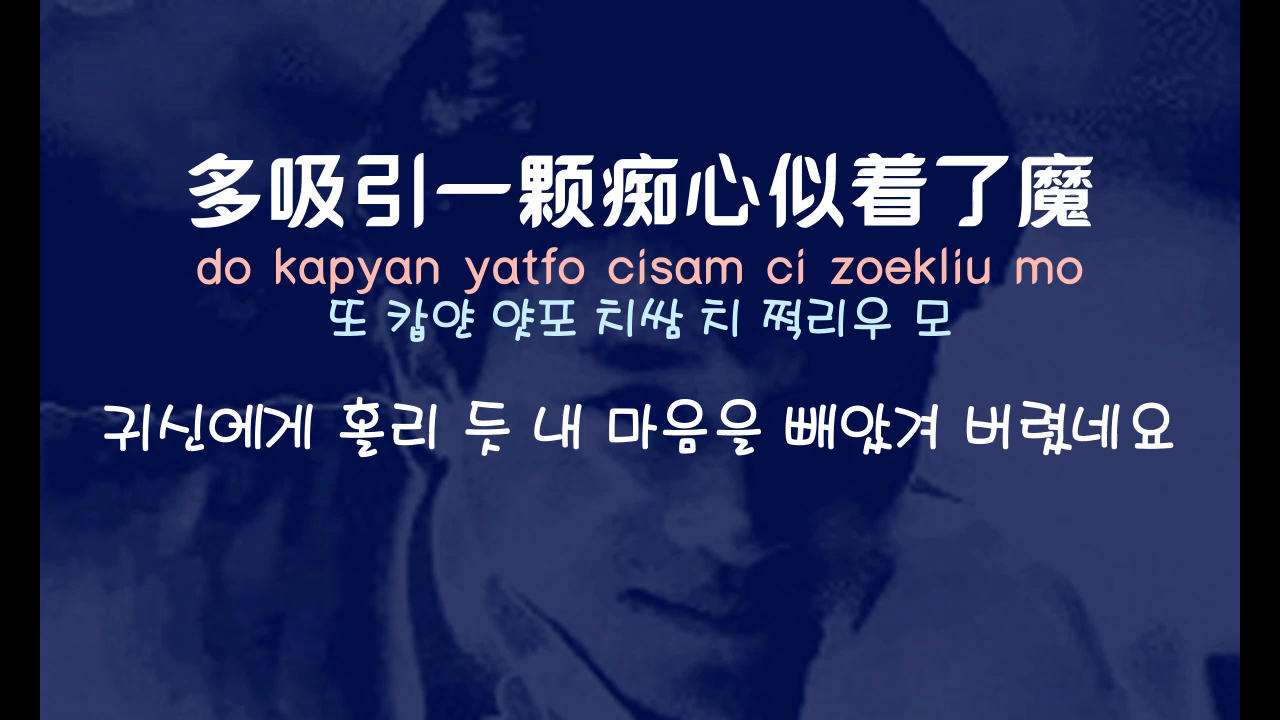 多吸引一颗痴心似着了魔
do kapyan yatfo cisam ci zoekliu mo
또 캅얀 얏포 치쌈 치 쩍리우 모
귀신에게 홀리 듯 내 마음을 빼앗겨 버렸네요